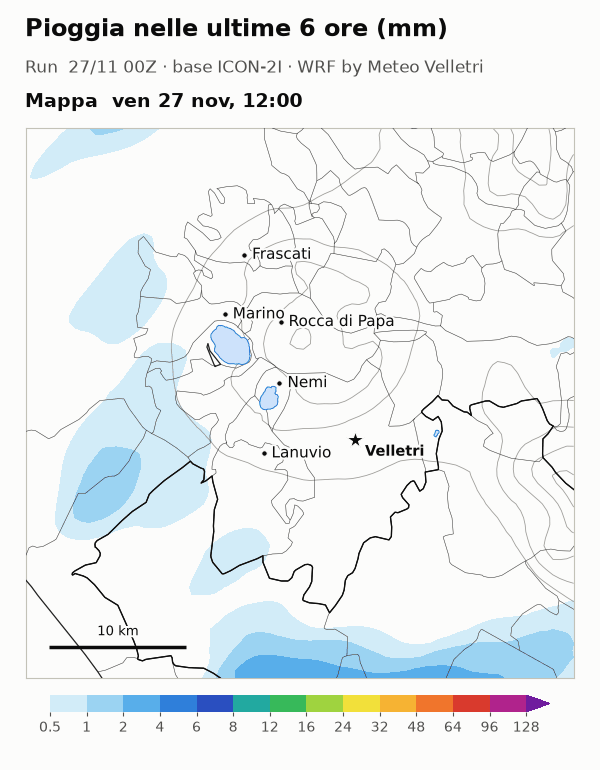 Pioggia nelle ultime 6 ore (mm)
Run  27/11 00Z · base ICON-2I · WRF by Meteo Velletri
Mappa  ven 27 nov, 12:00
Frascati
Marino
Rocca di Papa
Nemi
Velletri
Lanuvio
10 km
0.5 1 2 4 6 8 12 16 24 32 48 64 96 128